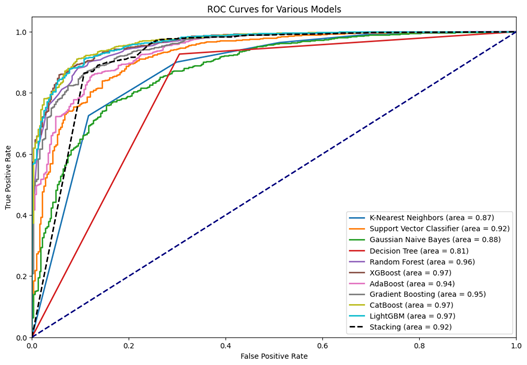 ROC Curves for Various Models
True Positive Rate
1.0
0.8
0.6
0.4
0.2
0.0
K-Nearest Neighbors (area = 0.87)
Support Vector Classifier (area = 0.92)
Gaussian Naive Bayes (area = 0.88)
Decision Tree (area = 0.81)
Random Forest (area = 0.96)
XGBoost (area = 0.97)
AdaBoost (area = 0.94)
Gradient Boosting (area = 0.95)
CatBoost (area = 0.97)
LightGBM (area = 0.97)
Stacking (area = 0.92)
0.0 0.2 0.4 0.6 0.8 1.0
False Positive Rate